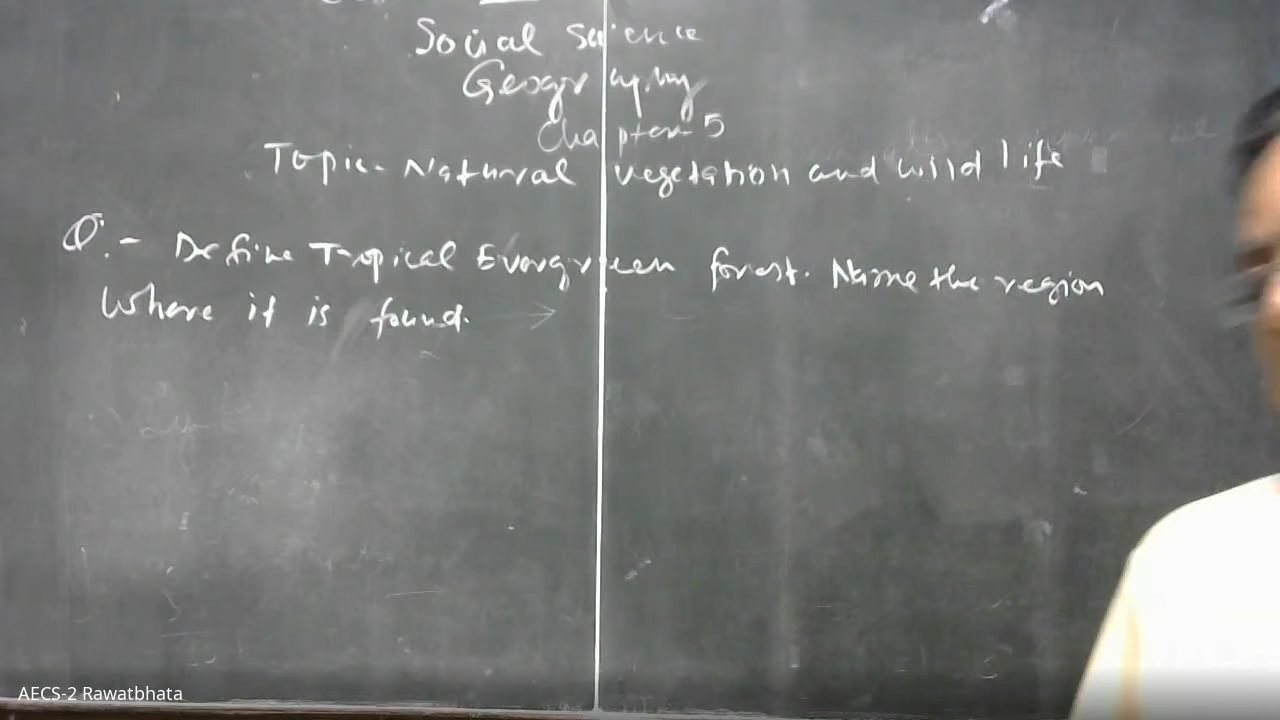 Social Science
Geography
Chapter 5
Topic- Natural vegetation and wild life
Q.- Define Tropical Evergreen forest. Name the region
Where it is found.
AECS-2 Rawatbhata